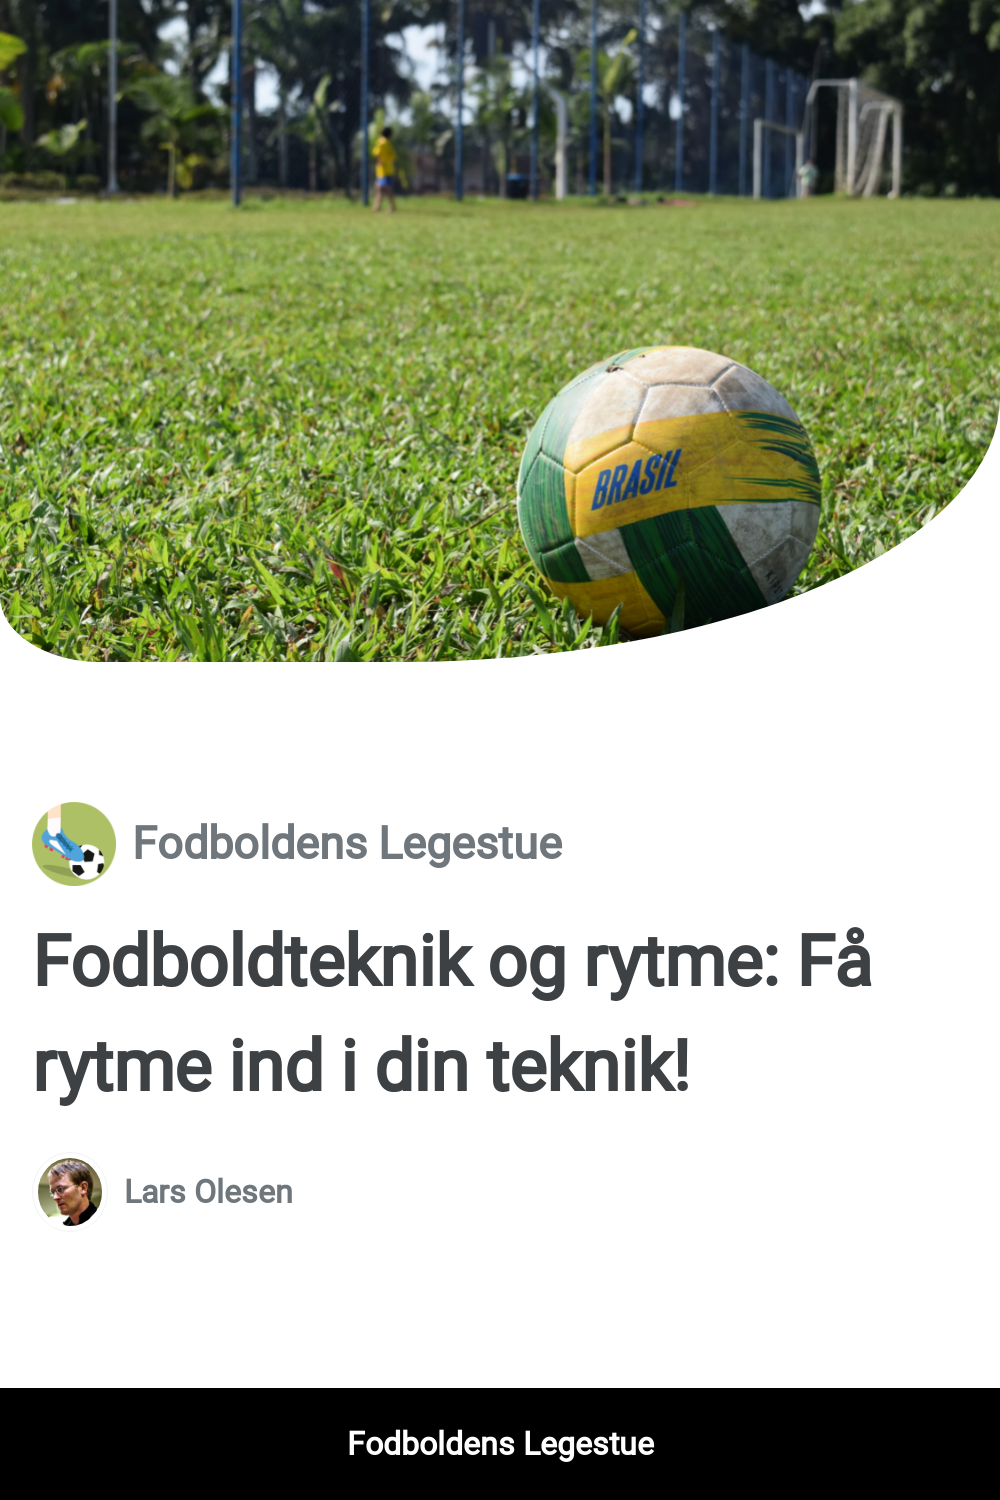 BRASIL
Fodboldens Legestue
Fodboldteknik og rytme: Få
rytme ind i din teknik!
Lars Olesen
Fodboldens Legestue